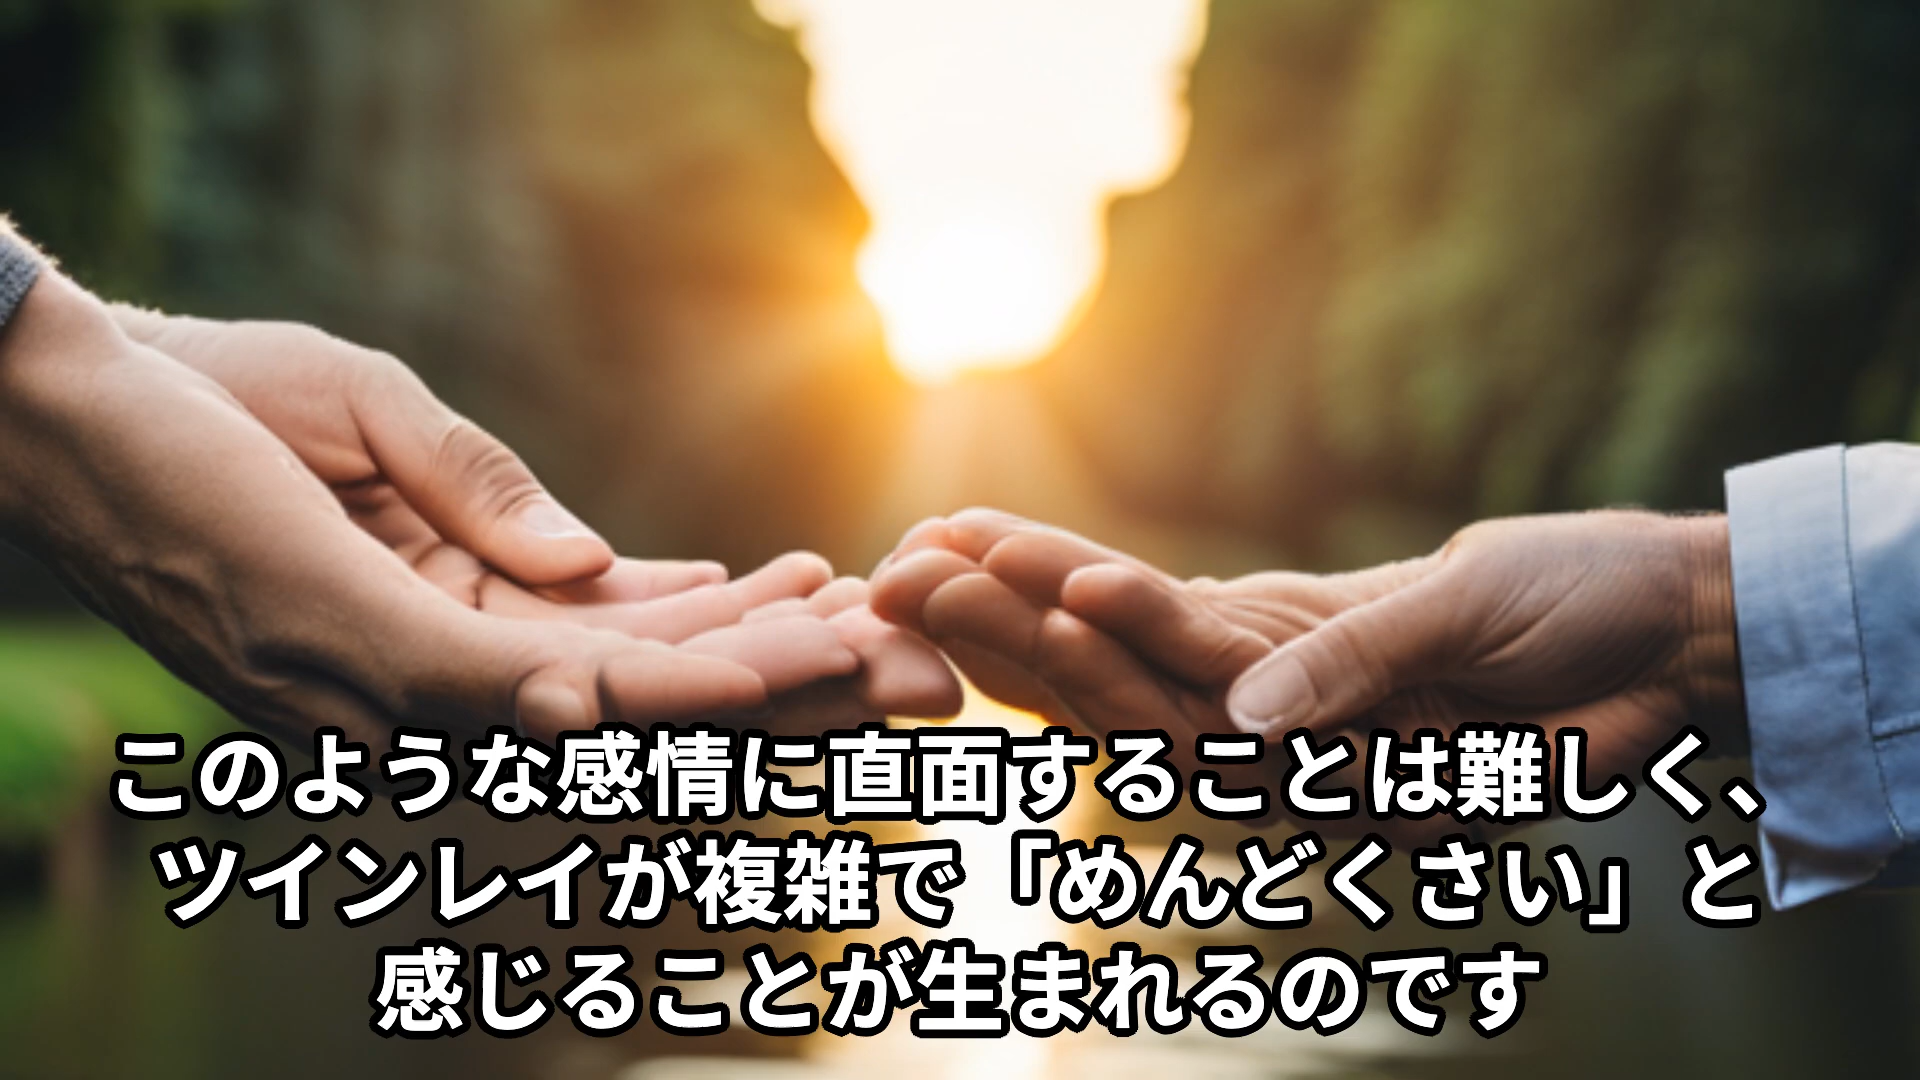 このような感情に直面することは難しく、
ツインレイが複雑で「めんどくさい」と
感じることが生まれるのです